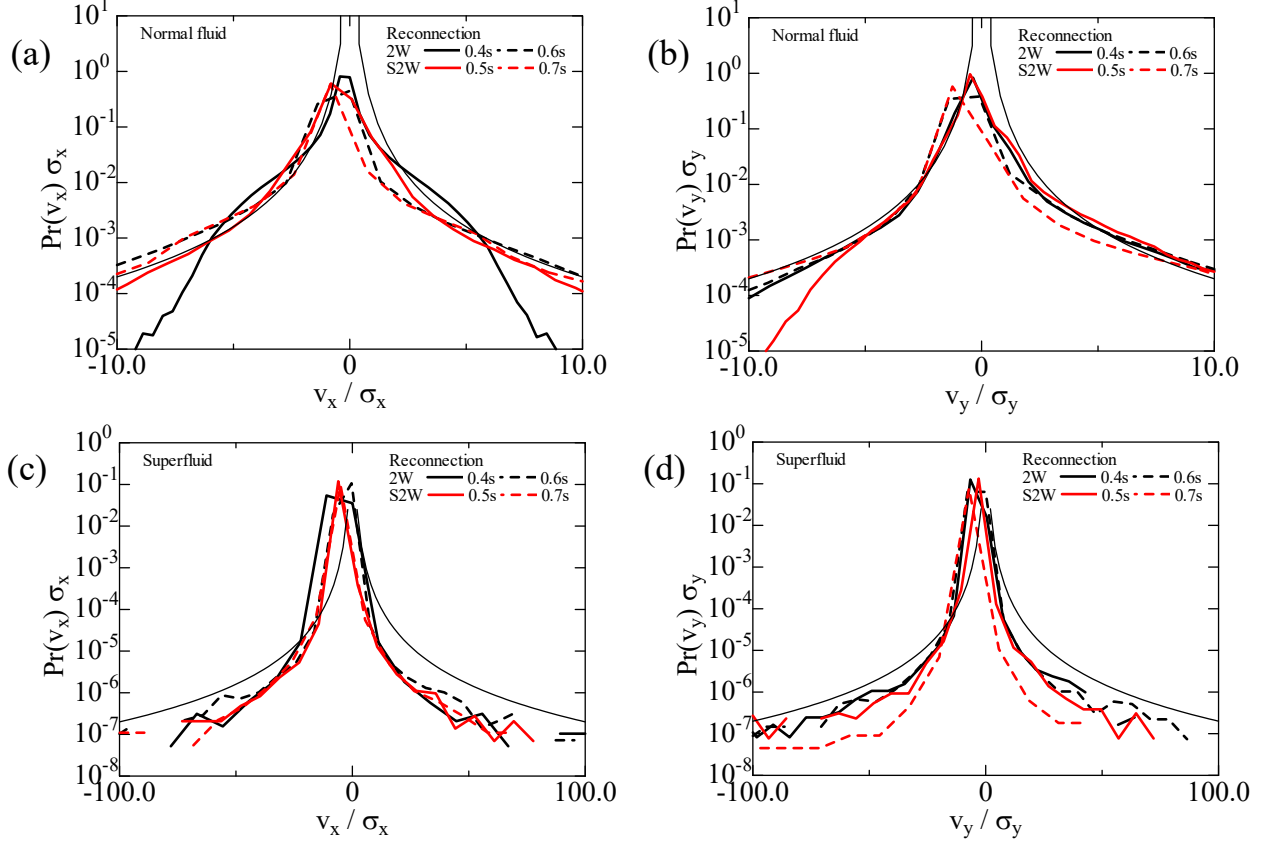 (a)
Normal fluid
Reconnection
2W 0.4s 0.6s
S2W 0.5s 0.7s
10^1
10^0
10^-1
10^-2
10^-3
10^-4
10^-5
Pr(v_x) σ_x
-10.0 0 10.0
v_x / σ_x
(b)
Normal fluid
Reconnection
2W 0.4s 0.6s
S2W 0.5s 0.7s
10^1
10^0
10^-1
10^-2
10^-3
10^-4
10^-5
Pr(v_y) σ_y
-10.0 0 10.0
v_y / σ_y
(c)
Superfluid
Reconnection
2W 0.4s 0.6s
S2W 0.5s 0.7s
10^0
10^-1
10^-2
10^-3
10^-4
10^-5
10^-6
10^-7
10^-8
Pr(v_x) σ_x
-100.0 0 100.0
v_x / σ_x
(d)
Superfluid
Reconnection
2W 0.4s 0.6s
S2W 0.5s 0.7s
10^0
10^-1
10^-2
10^-3
10^-4
10^-5
10^-6
10^-7
10^-8
Pr(v_y) σ_y
-100.0 0 100.0
v_y / σ_y